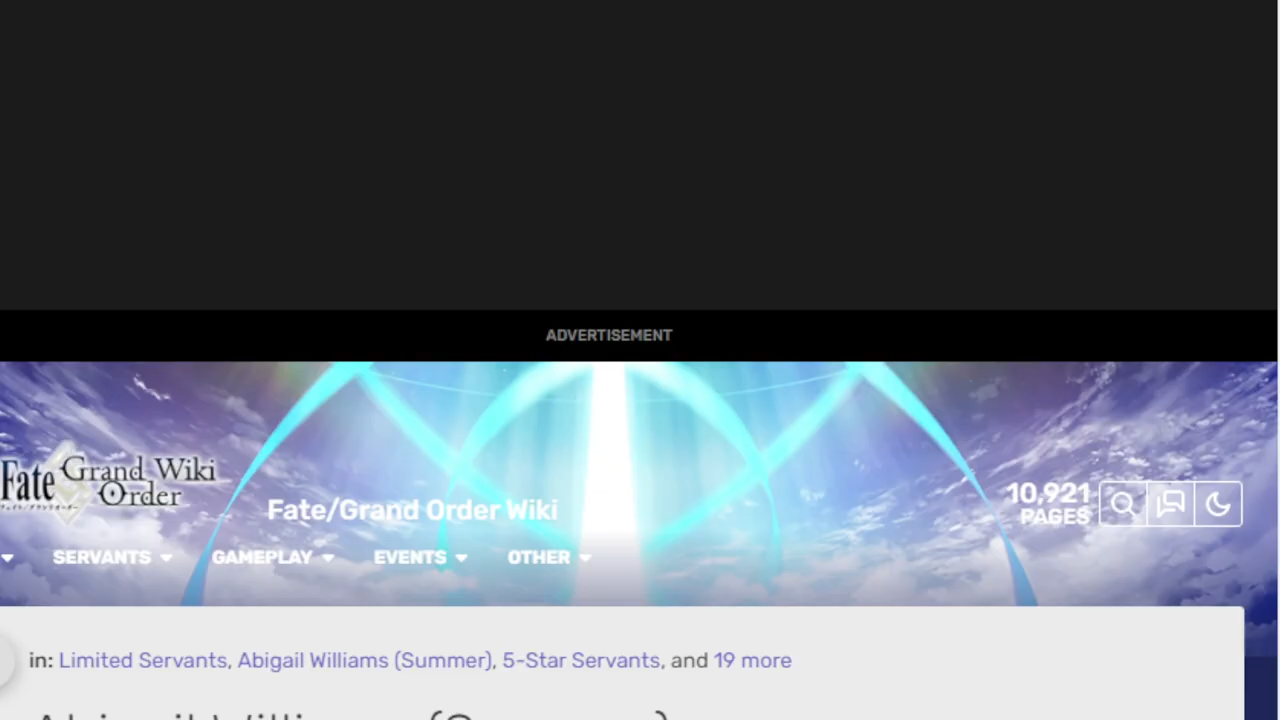 ADVERTISEMENT
Fate Grand Wiki
Order
Fate/Grand Order Wiki
10,921
PAGES
SERVANTS GAMEPLAY EVENTS OTHER
in: Limited Servants, Abigail Williams (Summer), 5-Star Servants, and 19 more